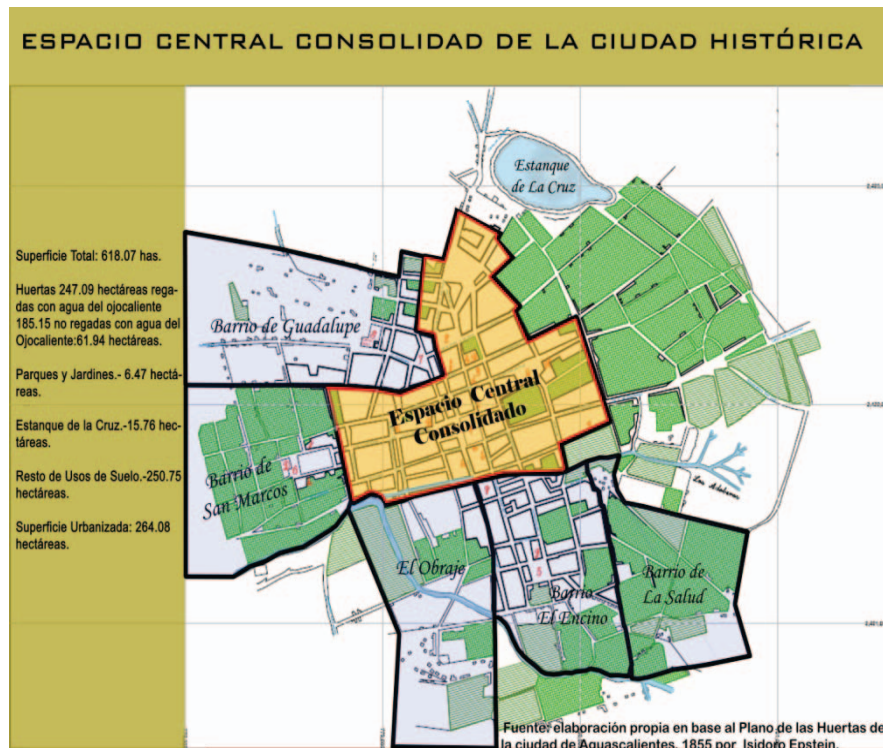 ESPACIO CENTRAL CONSOLIDAD DE LA CIUDAD HISTÓRICA
Estanque
de La Cruz
Superficie Total: 618.07 has.
Huertas 247.09 hectáreas rega-
das con agua del ojocaliente
185.15 no regadas con agua del
Ojocaliente:61.94 hectáreas.
Parques y Jardines.- 6.47 hectá-
reas.
Estanque de la Cruz.-15.76 hec-
táreas.
Resto de Usos de Suelo.-250.75
hectáreas.
Superficie Urbanizada: 264.08
hectáreas.
Barrio de Guadalupe
Espacio Central
Consolidado
Barrio de
San Marcos
El Obraje
Barrio
El Encino
Barrio de
La Salud
Fuente: elaboración propia en base al Plano de las Huertas de
la ciudad de Aguascalientes, 1855 por Isidoro Epstein.